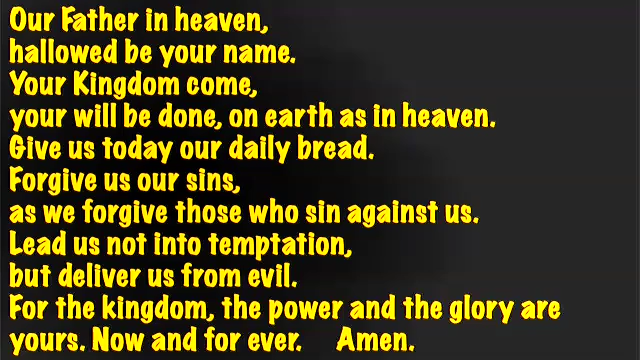 Our Father in heaven,
hallowed be your name.
Your Kingdom come,
your will be done, on earth as in heaven.
Give us today our daily bread.
Forgive us our sins,
as we forgive those who sin against us.
Lead us not into temptation,
but deliver us from evil.
For the kingdom, the power and the glory are
yours. Now and for ever. Amen.